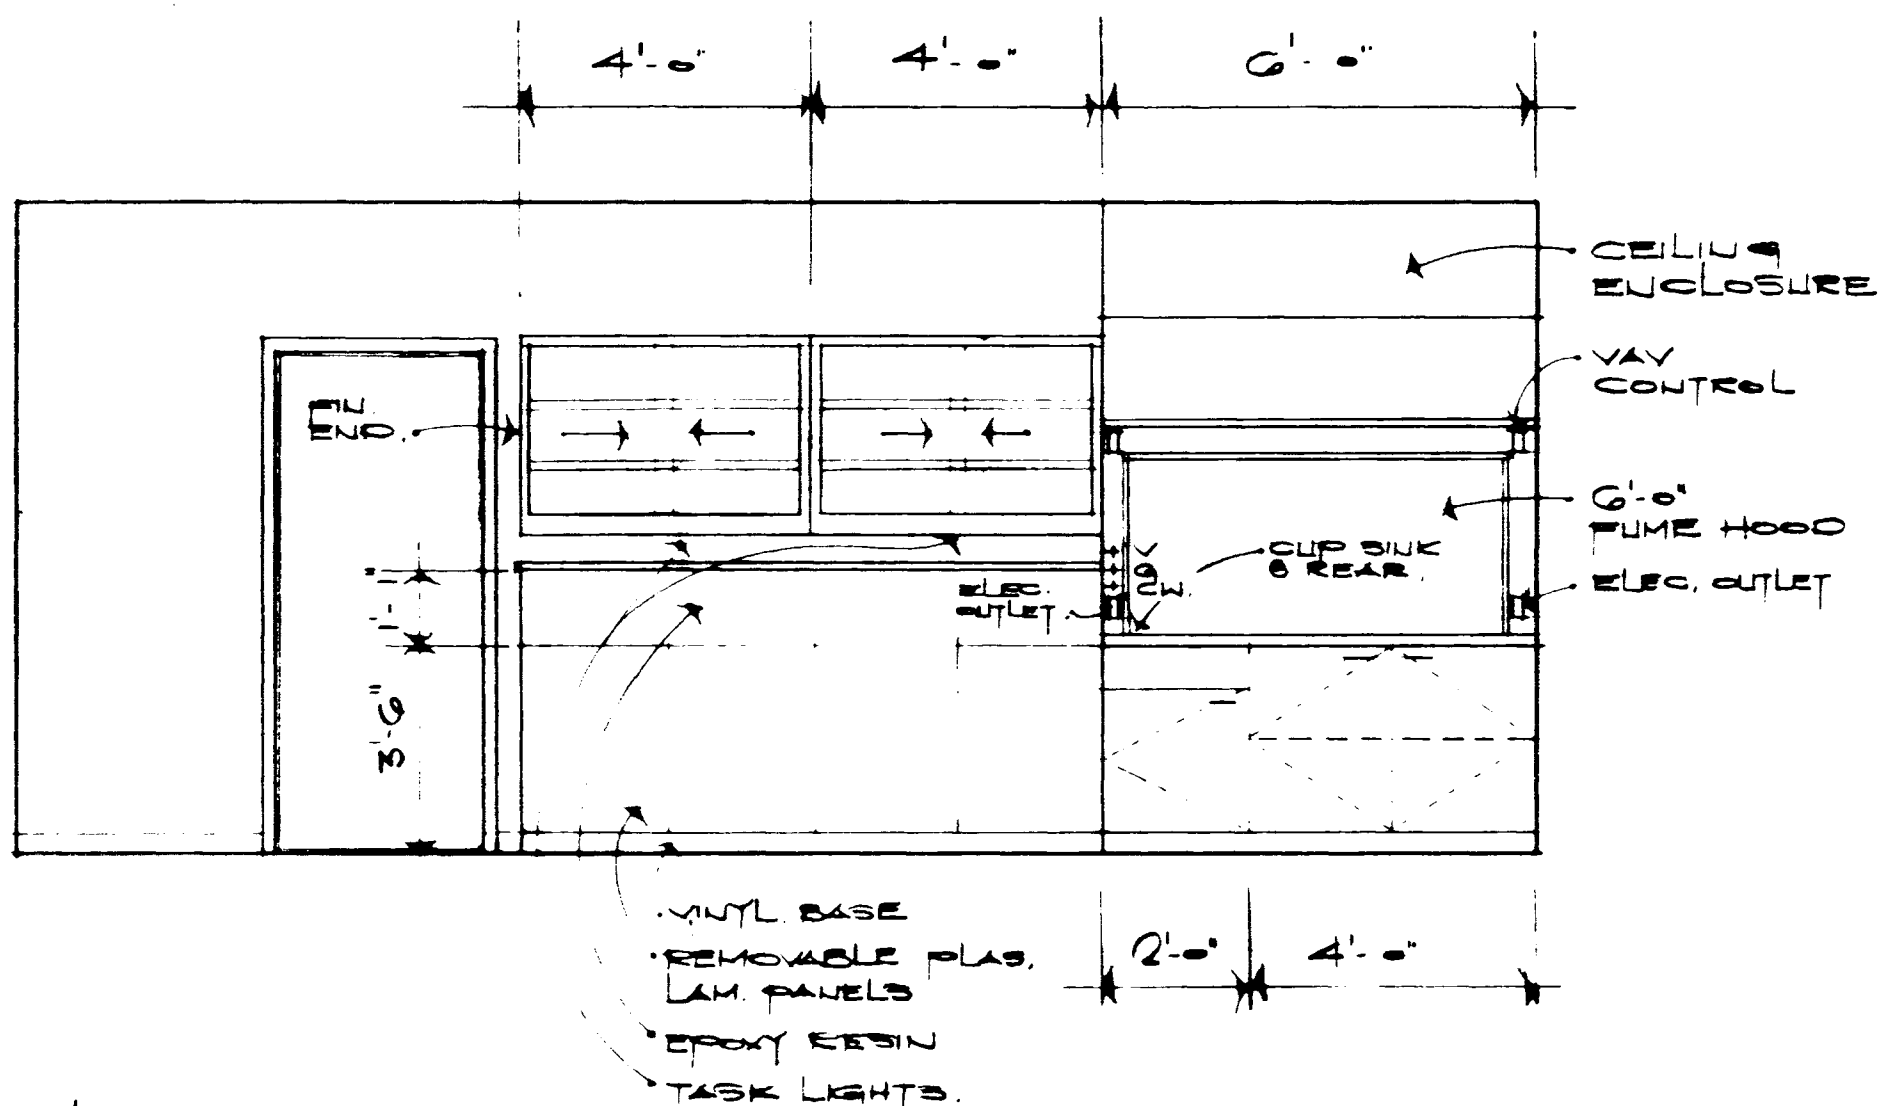 4'-0" 4'-0" 6'-0"
CEILING
ENCLOSURE
VAV
CONTROL
FIN.
END.
6'-0"
FUME HOOD
CUP SINK
@ REAR.
V
G
CW.
ELEC.
OUTLET
ELEC. OUTLET
1'-1"
3'-6"
VINYL BASE
REMOVABLE PLAS.
LAM. PANELS
EPOXY RESIN
TASK LIGHTS.
2'-0" 4'-0"